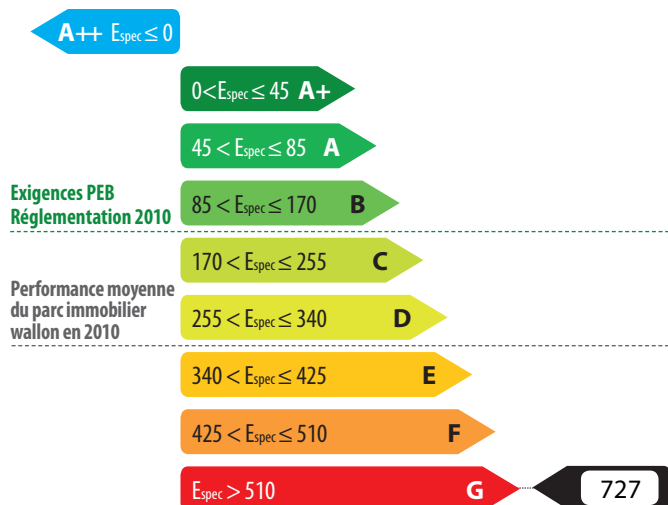 A++ Espec ≤ 0
0<Espec ≤ 45 A+
45 < Espec ≤ 85 A
Exigences PEB
Réglementation 2010
85 < Espec ≤ 170 B
170 < Espec ≤ 255 C
Performance moyenne
du parc immobilier
wallon en 2010
255 < Espec ≤ 340 D
340 < Espec ≤ 425 E
425 < Espec ≤ 510 F
Espec > 510 G 727